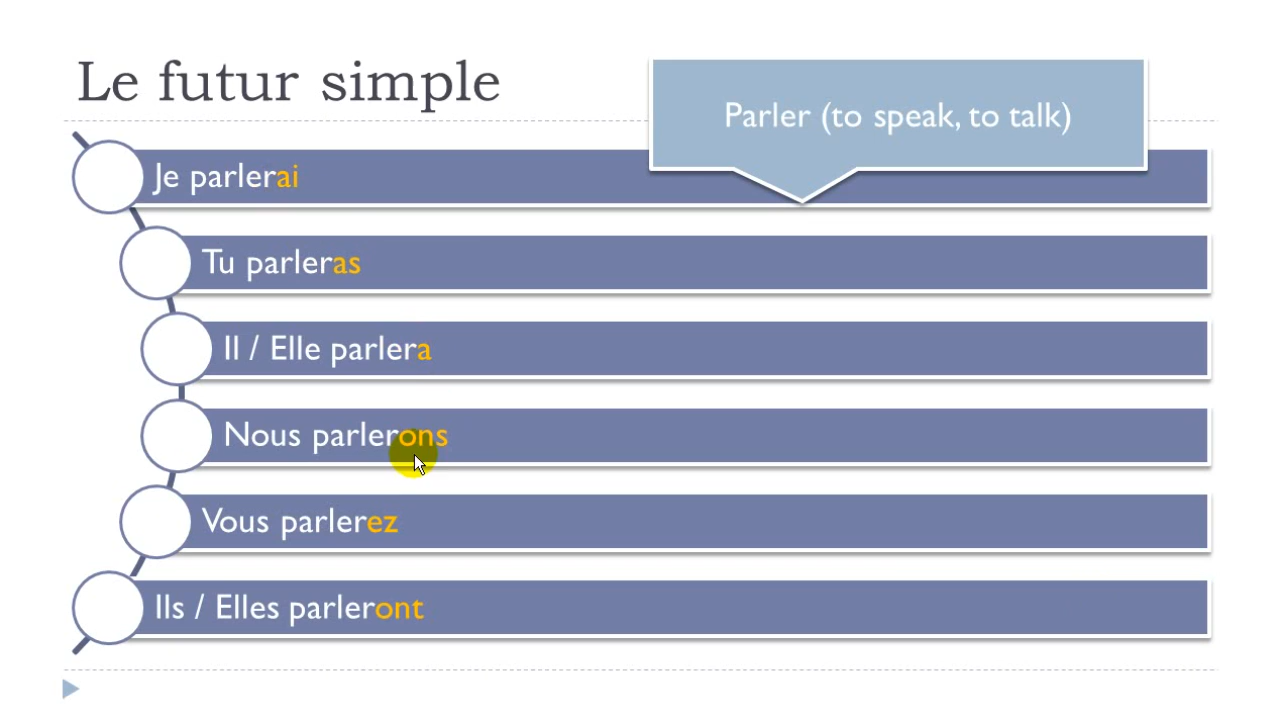 Le futur simple
Parler (to speak, to talk)
Je parlerai
Tu parleras
Il / Elle parlera
Nous parlerons
Vous parlerez
Ils / Elles parleront